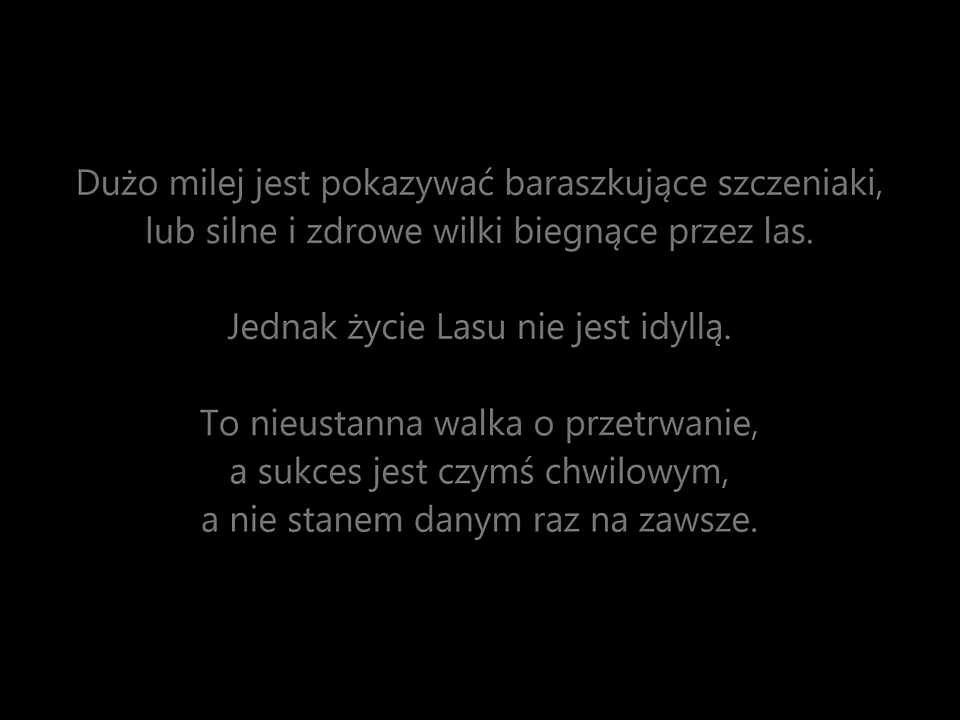 Dużo milej jest pokazywać baraszkujące szczeniaki,
lub silne i zdrowe wilki biegnące przez las.
Jednak życie Lasu nie jest idyllą.
To nieustanna walka o przetrwanie,
a sukces jest czymś chwilowym,
a nie stanem danym raz na zawsze.